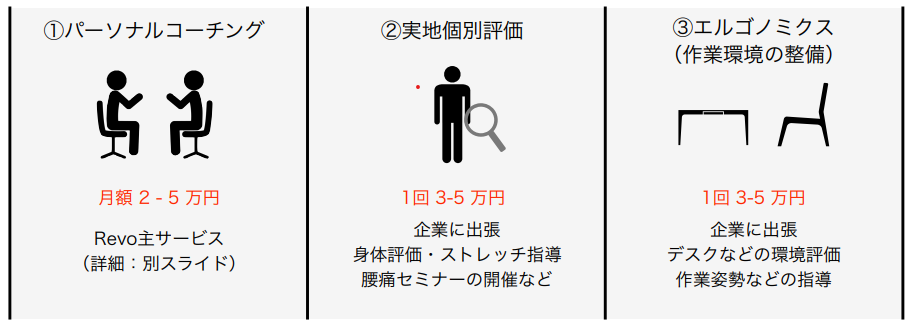 ①パーソナルコーチング
月額 2 - 5 万円
Revo主サービス
（詳細：別スライド）
②実地個別評価
1回 3-5 万円
企業に出張
身体評価・ストレッチ指導
腰痛セミナーの開催など
③エルゴノミクス
（作業環境の整備）
1回 3-5 万円
企業に出張
デスクなどの環境評価
作業姿勢などの指導